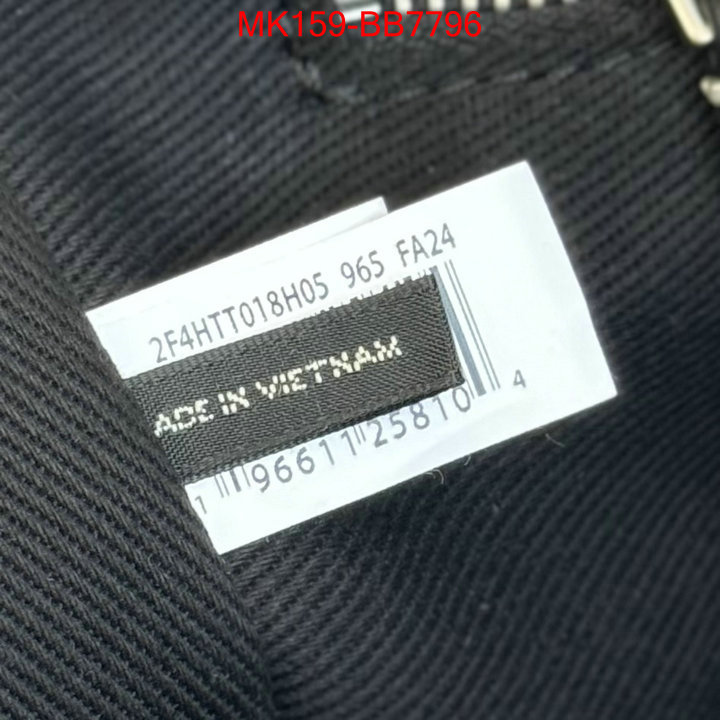 MK159-BB7796
2F4HTT018H05 965 FA24
ADE IN VIETNAM
1 96611 25810 4